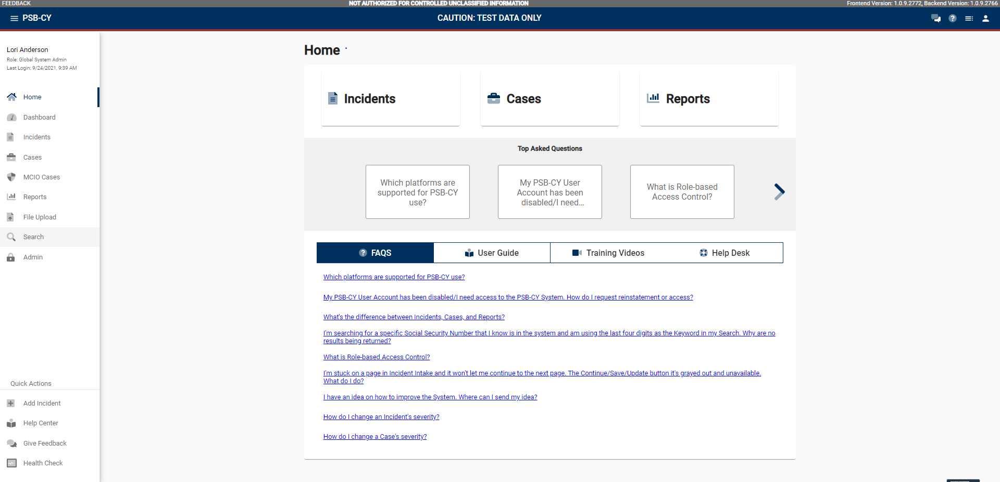 FEEDBACK
NOT AUTHORIZED FOR CONTROLLED UNCLASSIFIED INFORMATION
Frontend Version: 1.0.9.2772, Backend Version: 1.0.9.2766
PSB-CY
CAUTION: TEST DATA ONLY
Lori Anderson
Role: Global System Admin
Last Login: 9/24/2021, 9:39 AM
Home
Dashboard
Incidents
Cases
MCIO Cases
Reports
File Upload
Search
Admin
Quick Actions
Add Incident
Help Center
Give Feedback
Health Check
Home
Incidents
Cases
Reports
Top Asked Questions
Which platforms are
supported for PSB-CY
use?
My PSB-CY User
Account has been
disabled/I need...
What is Role-based
Access Control?
FAQS
User Guide
Training Videos
Help Desk
Which platforms are supported for PSB-CY use?
My PSB-CY User Account has been disabled/I need access to the PSB-CY System. How do I request reinstatement or access?
What's the difference between Incidents, Cases, and Reports?
I'm searching for a specific Social Security Number that I know is in the system and am using the last four digits as the Keyword in my Search. Why are no
results being returned?
What is Role-based Access Control?
I'm stuck on a page in Incident Intake and it won't let me continue to the next page. The Continue/Save/Update button it's grayed out and unavailable.
What do I do?
I have an idea on how to improve the System. Where can I send my idea?
How do I change an Incident's severity?
How do I change a Case's severity?